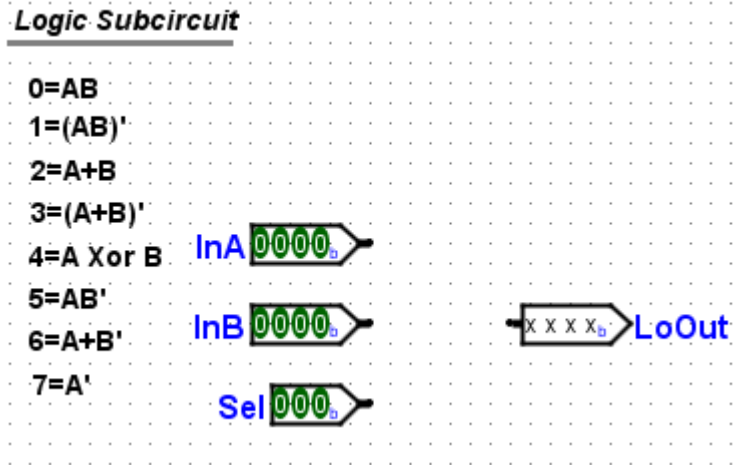 Logic Subcircuit
0=AB
1=(AB)'
2=A+B
3=(A+B)'
4=A Xor B
5=AB'
6=A+B'
7=A'
InA 0000b
InB 0000b
Sel 000b
x x x x b LoOut